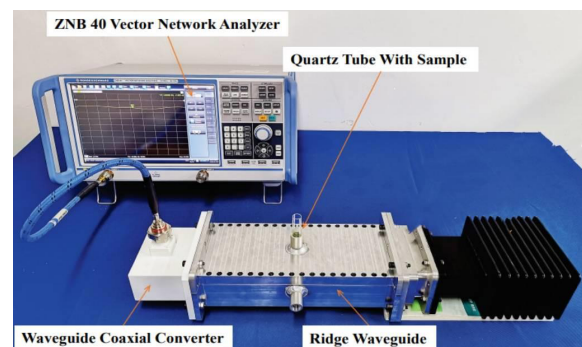 ZNB 40 Vector Network Analyzer
Quartz Tube With Sample
Waveguide Coaxial Converter
Ridge Waveguide